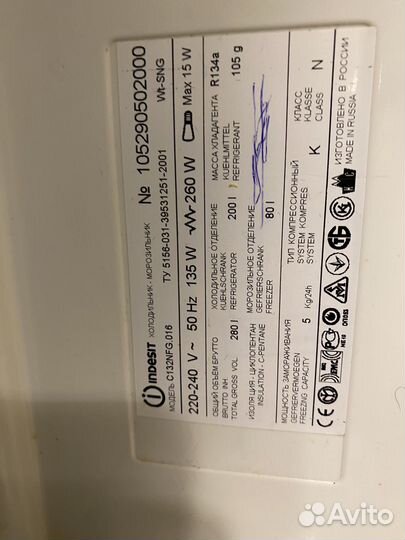 INDESIT ХОЛОДИЛЬНИК - МОРОЗИЛЬНИК № 105290502000
МОДЕЛЬ C132NFG.016 ТУ 5156-031-39531251-2001 Wt-SNG
220-240 V ~ 50 Hz 135 W 260 W Max 15 W
ОБЩИЙ ОБЪЕМ БРУТТО ХОЛОДИЛЬНОЕ ОТДЕЛЕНИЕ МАССА ХЛАДАГЕНТА R134a
BRUTTO INH KUEHLSCHRANK 200 l KUEHLMITTEL
TOTAL GROSS VOL 280 l REFRIGERATOR REFRIGERANT 105 g
ИЗОЛЯЦИЯ - ЦИКЛОПЕНТАН МОРОЗИЛЬНОЕ ОТДЕЛЕНИЕ
GEFRIERSCHRANK 80 l
INSULATION - C-PENTANE FREEZER
МОЩНОСТЬ ЗАМОРАЖИВАНИЯ ТИП КОМПРЕССИОННЫЙ КЛАСС
GEFRIERVERMOEGEN 5 Kg/24h SYSTEM KOMPRES K KLASSE N
FREEZING CAPACITY SYSTEM CLASS
CE PC ИЗГОТОВЛЕНО В РОССИИ
MADE IN RUSSIA
Avito